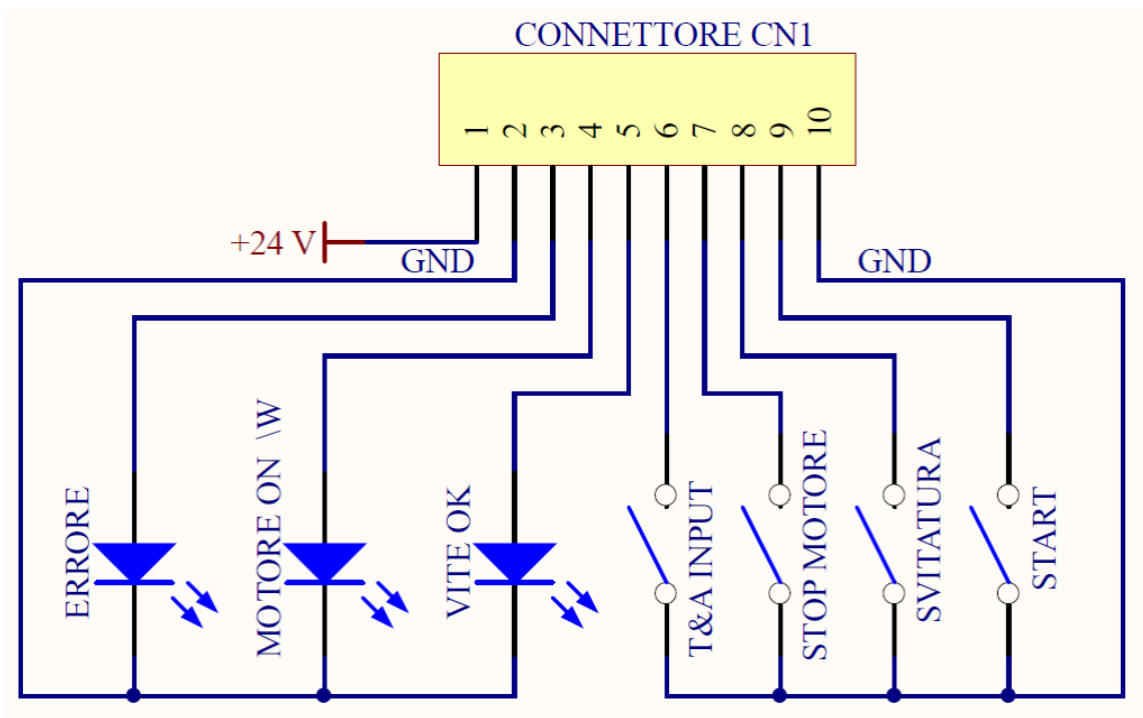 CONNETTORE CN1
1 2 3 4 5 6 7 8 9 10
+24 V
GND
GND
ERRORE
MOTORE ON \W
VITE OK
T&A INPUT
STOP MOTORE
SVITATURA
START